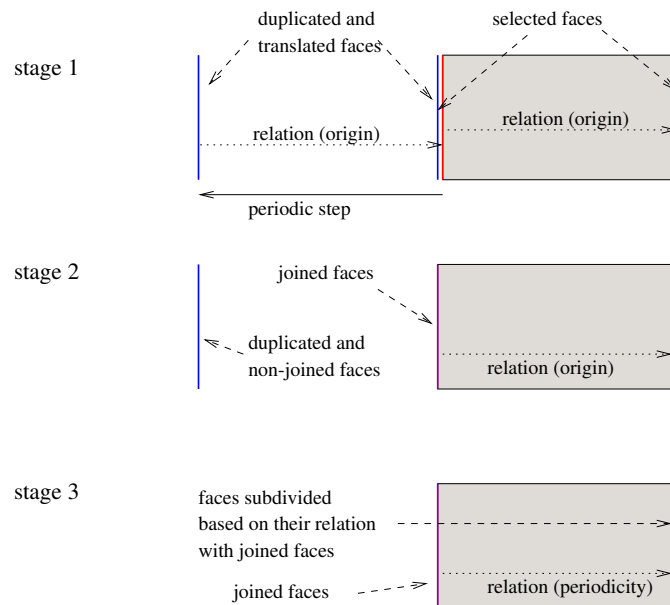 duplicated and
translated faces
selected faces
stage 1
relation (origin)
relation (origin)
periodic step
stage 2
joined faces
duplicated and
non-joined faces
relation (origin)
stage 3
faces subdivided
based on their relation
with joined faces
joined faces
relation (periodicity)